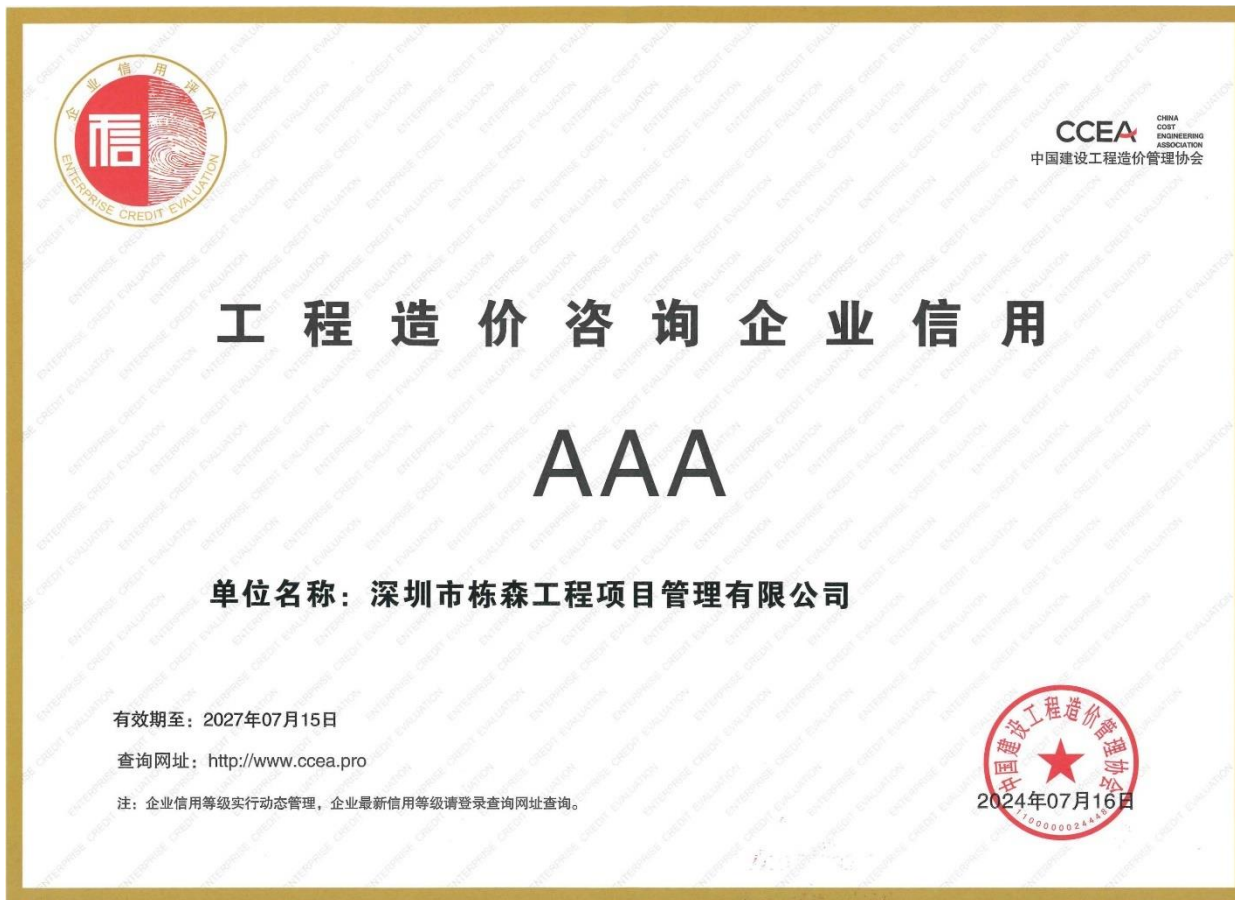 企业信用评价
信
ENTERPRISE CREDIT EVALUATION
CCEA
CHINA
COST
ENGINEERING
ASSOCIATION
中国建设工程造价管理协会
工程造价咨询企业信用
AAA
单位名称：深圳市栋森工程项目管理有限公司
有效期至：2027年07月15日
查询网址：http://www.ccea.pro
注：企业信用等级实行动态管理，企业最新信用等级请登录查询网址查询。
中国建设工程造价管理协会
2024年07月16日